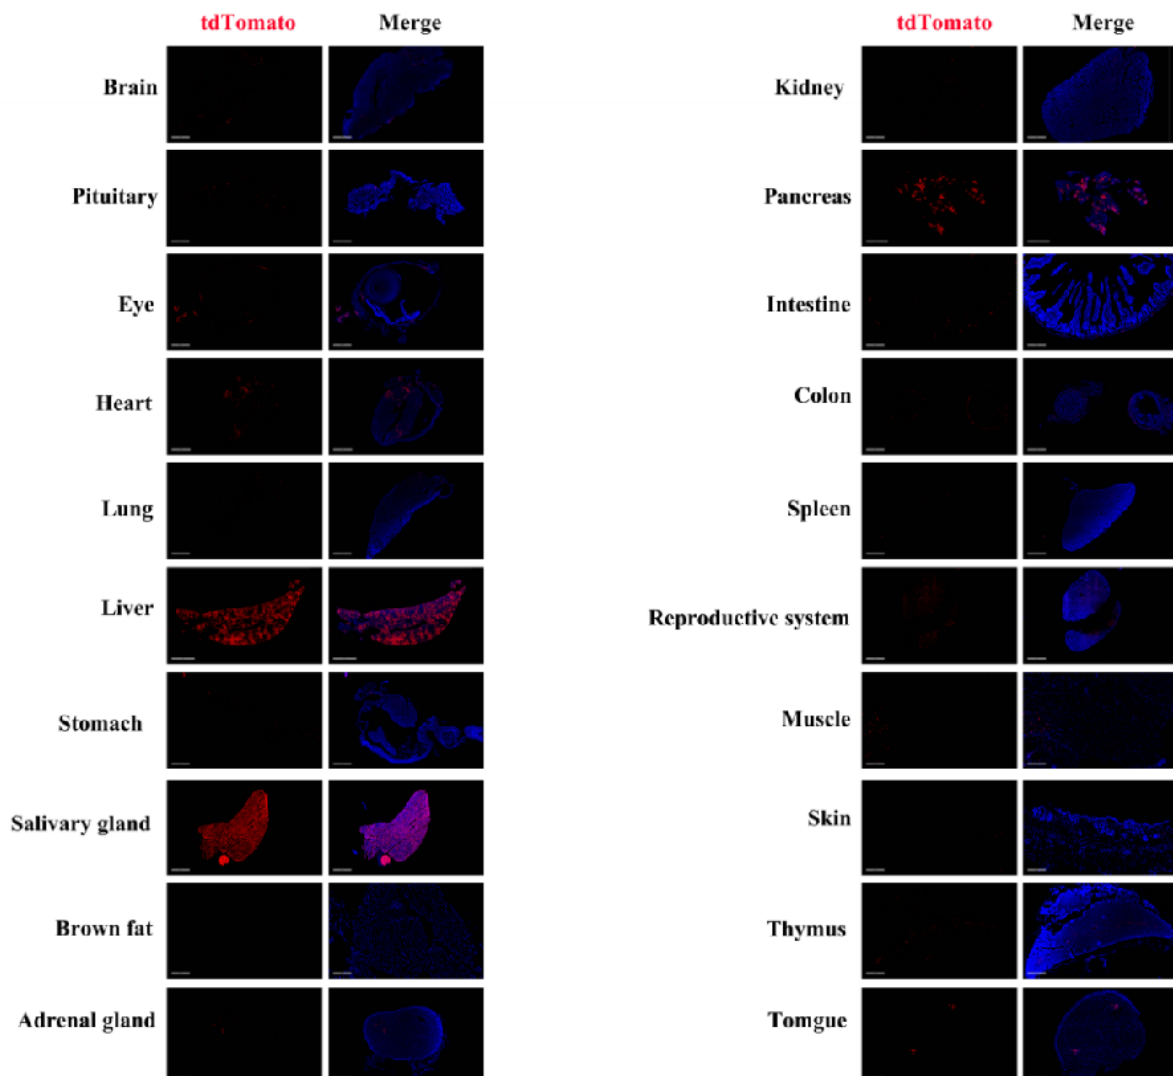 tdTomato Merge tdTomato Merge
Brain Kidney
Pituitary Pancreas
Eye Intestine
Heart Colon
Lung Spleen
Liver Reproductive system
Stomach Muscle
Salivary gland Skin
Brown fat Thymus
Adrenal gland Tomgue